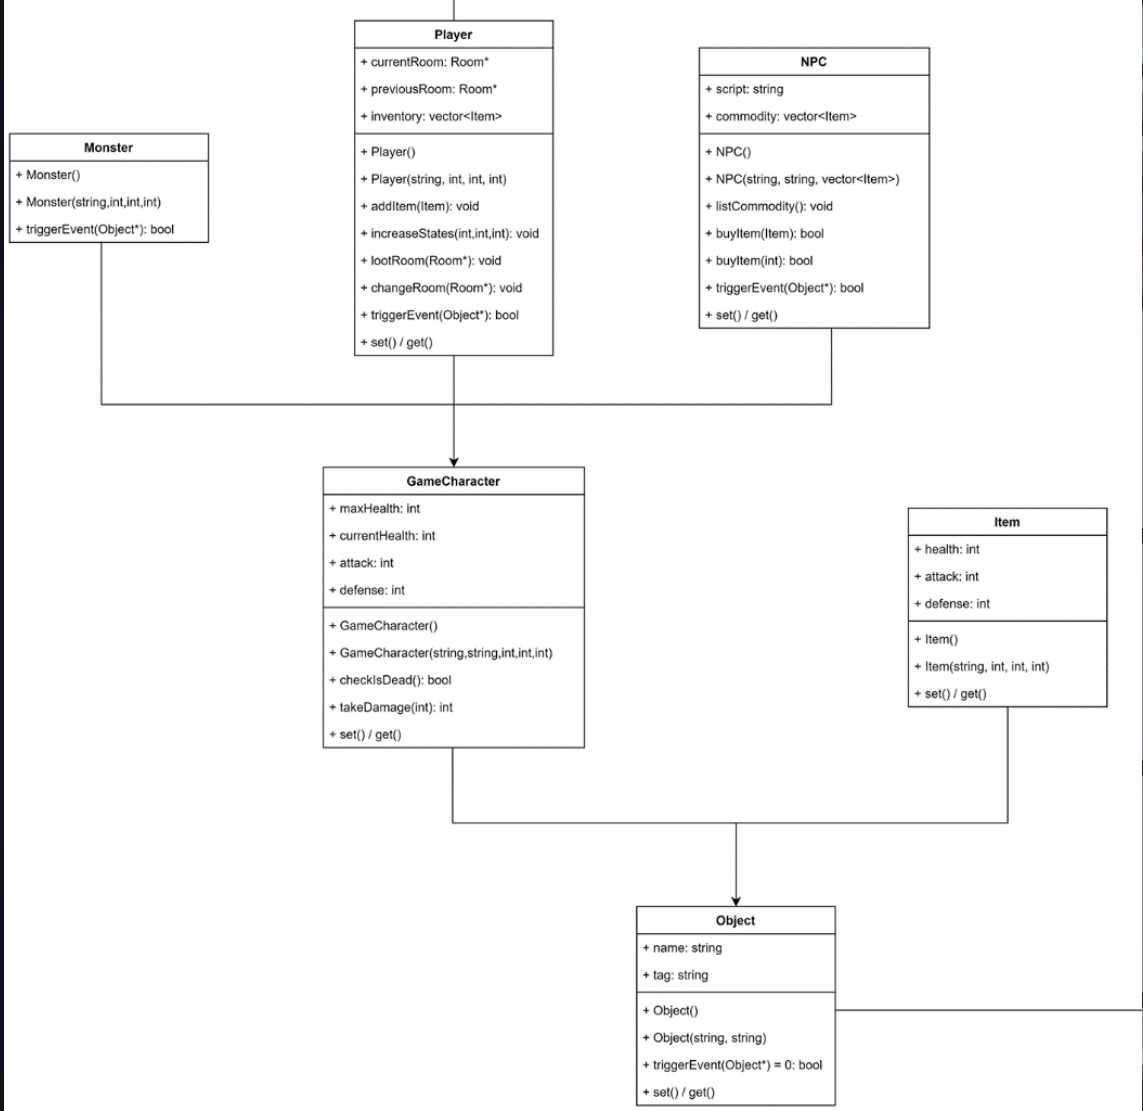 Player
+ currentRoom: Room*
+ previousRoom: Room*
+ inventory: vector<Item>
+ Player()
+ Player(string, int, int, int)
+ addItem(Item): void
+ increaseStates(int,int,int): void
+ lootRoom(Room*): void
+ changeRoom(Room*): void
+ triggerEvent(Object*): bool
+ set() / get()
NPC
+ script: string
+ commodity: vector<Item>
+ NPC()
+ NPC(string, string, vector<Item>)
+ listCommodity(): void
+ buyItem(Item): bool
+ buyItem(int): bool
+ triggerEvent(Object*): bool
+ set() / get()
Monster
+ Monster()
+ Monster(string,int,int,int)
+ triggerEvent(Object*): bool
GameCharacter
+ maxHealth: int
+ currentHealth: int
+ attack: int
+ defense: int
+ GameCharacter()
+ GameCharacter(string,string,int,int,int)
+ checkIsDead(): bool
+ takeDamage(int): int
+ set() / get()
Item
+ health: int
+ attack: int
+ defense: int
+ Item()
+ Item(string, int, int, int)
+ set() / get()
Object
+ name: string
+ tag: string
+ Object()
+ Object(string, string)
+ triggerEvent(Object*) = 0: bool
+ set() / get()